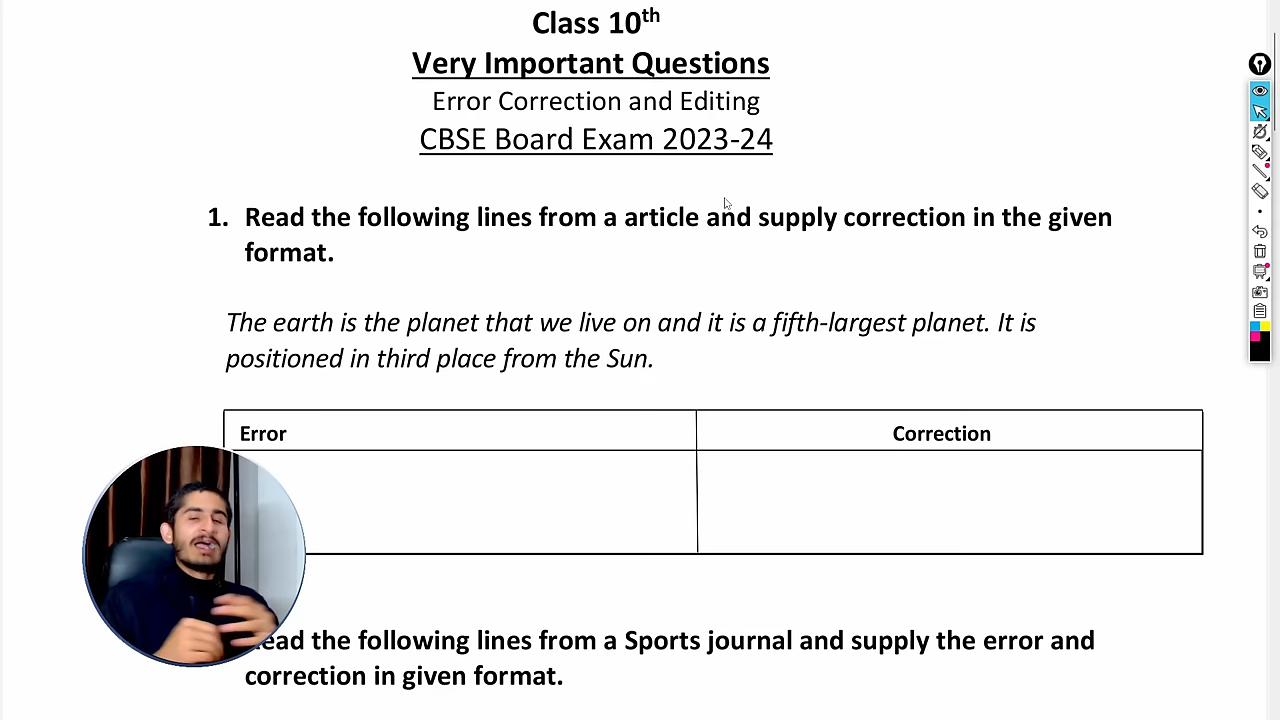 Class 10th
Very Important Questions
Error Correction and Editing
CBSE Board Exam 2023-24
1. Read the following lines from a article and supply correction in the given
format.
The earth is the planet that we live on and it is a fifth-largest planet. It is
positioned in third place from the Sun.
Error Correction
the following lines from a Sports journal and supply the error and
correction in given format.